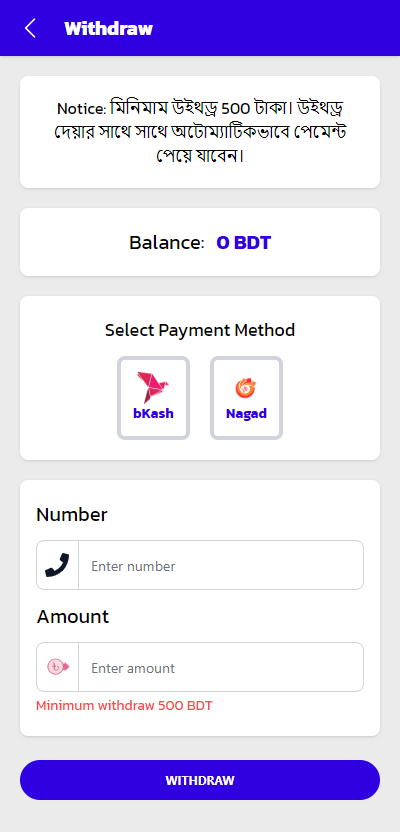 Withdraw
Notice: মিনিমাম উইথড্র 500 টাকা। উইথড্র
দেয়ার সাথে সাথে অটোম্যাটিকভাবে পেমেন্ট
পেয়ে যাবেন।
Balance: 0 BDT
Select Payment Method
bKash Nagad
Number
Enter number
Amount
৳ Enter amount
Minimum withdraw 500 BDT
WITHDRAW